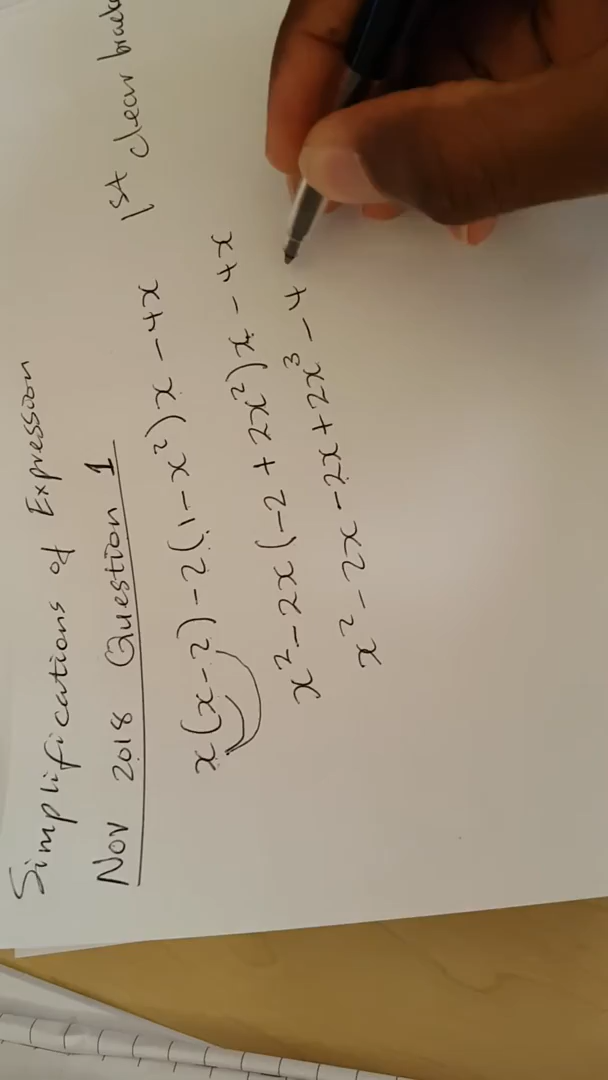 Simplifications of Expression
Nov 2018 Question 1
x(x-2)-2(1-x²)x-4x 1st clear
x²-2x(-2+2x²)x-4x
x²-2x-2x+2x³-4